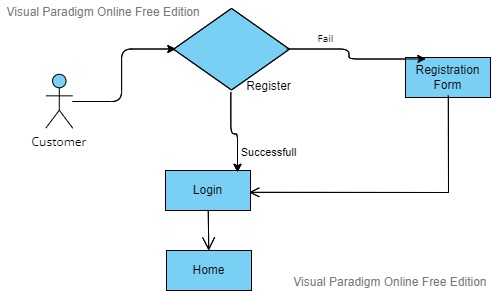 Visual Paradigm Online Free Edition
Fail
Registration
Form
Register
Customer
Successfull
Login
Home
Visual Paradigm Online Free Edition